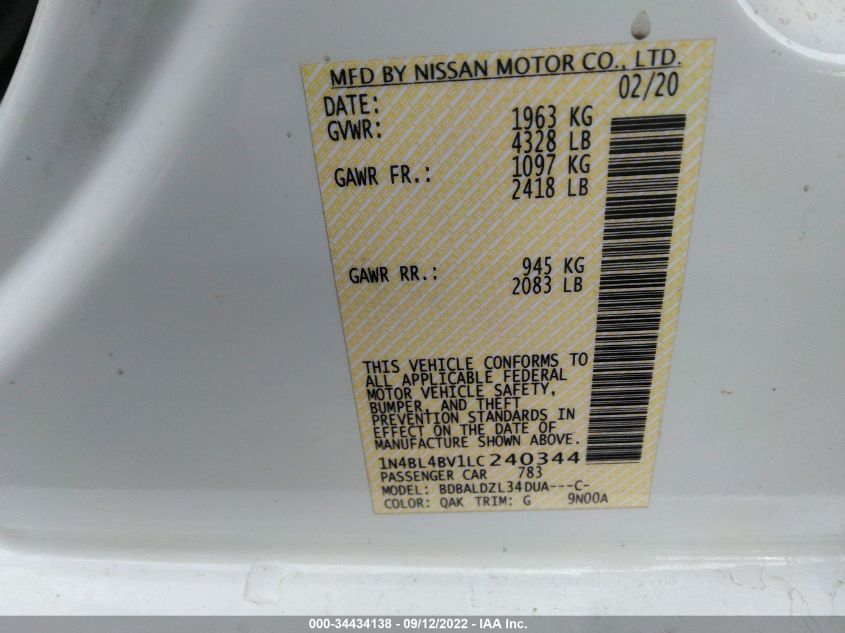 MFD BY NISSAN MOTOR CO., LTD.
DATE: 02/20
GVWR: 1963 KG
4328 LB
GAWR FR.: 1097 KG
2418 LB
GAWR RR.: 945 KG
2083 LB
THIS VEHICLE CONFORMS TO
ALL APPLICABLE FEDERAL
MOTOR VEHICLE SAFETY,
BUMPER, AND THEFT
PREVENTION STANDARDS IN
EFFECT ON THE DATE OF
MANUFACTURE SHOWN ABOVE.
1N4BL4BV1LC240344
PASSENGER CAR 783
MODEL: BDBALDZL34DUA---C-
COLOR: QAK TRIM: G 9N00A
000-34434138 - 09/12/2022 - IAA Inc.